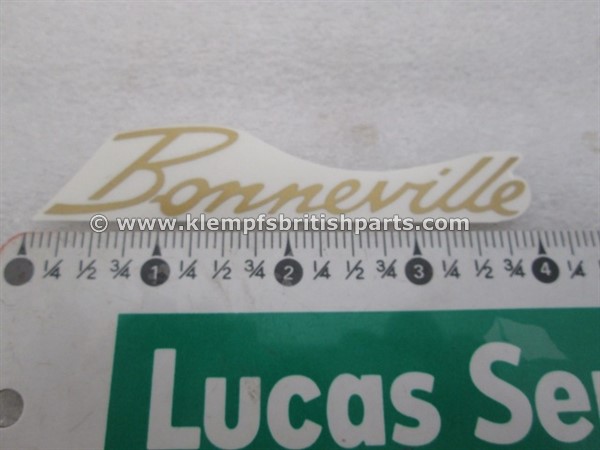 Bonneville
© www.klempfsbritishparts.com
¼ ½ ¾ 1 ¼ ½ ¾ 2 ¼ ½ ¾ 3 ¼ ½ ¾ 4 ¼
Lucas Se